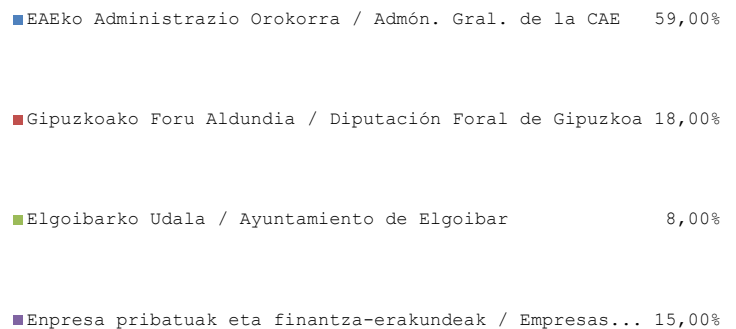 EAEko Administrazio Orokorra / Admón. Gral. de la CAE 59,00%
Gipuzkoako Foru Aldundia / Diputación Foral de Gipuzkoa 18,00%
Elgoibarko Udala / Ayuntamiento de Elgoibar 8,00%
Enpresa pribatuak eta finantza-erakundeak / Empresas... 15,00%